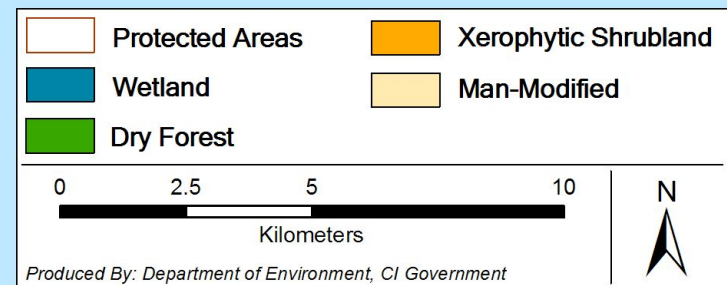 Protected Areas
Xerophytic Shrubland
Wetland
Man-Modified
Dry Forest
0 2.5 5 10
Kilometers
N
Produced By: Department of Environment, CI Government